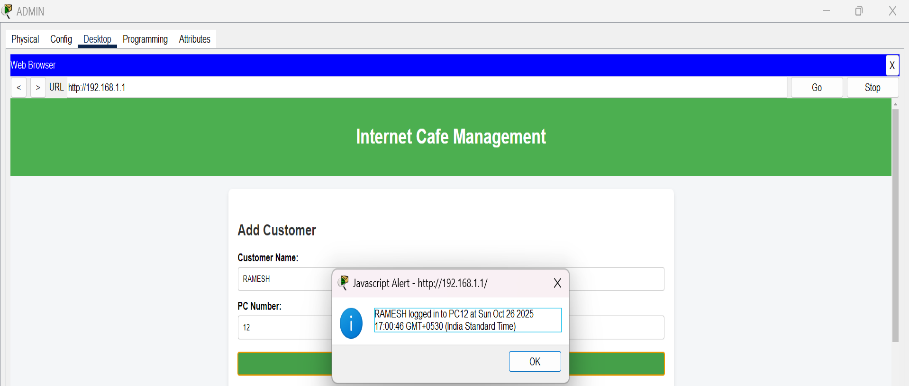 ADMIN
Physical Config Desktop Programming Attributes
Web Browser X
< > URL http://192.168.1.1 Go Stop
Internet Cafe Management
Add Customer
Customer Name:
RAMESH
PC Number:
12
Javascript Alert - http://192.168.1.1/
RAMESH logged in to PC12 at Sun Oct 26 2025
17:00:46 GMT+0530 (India Standard Time)
OK